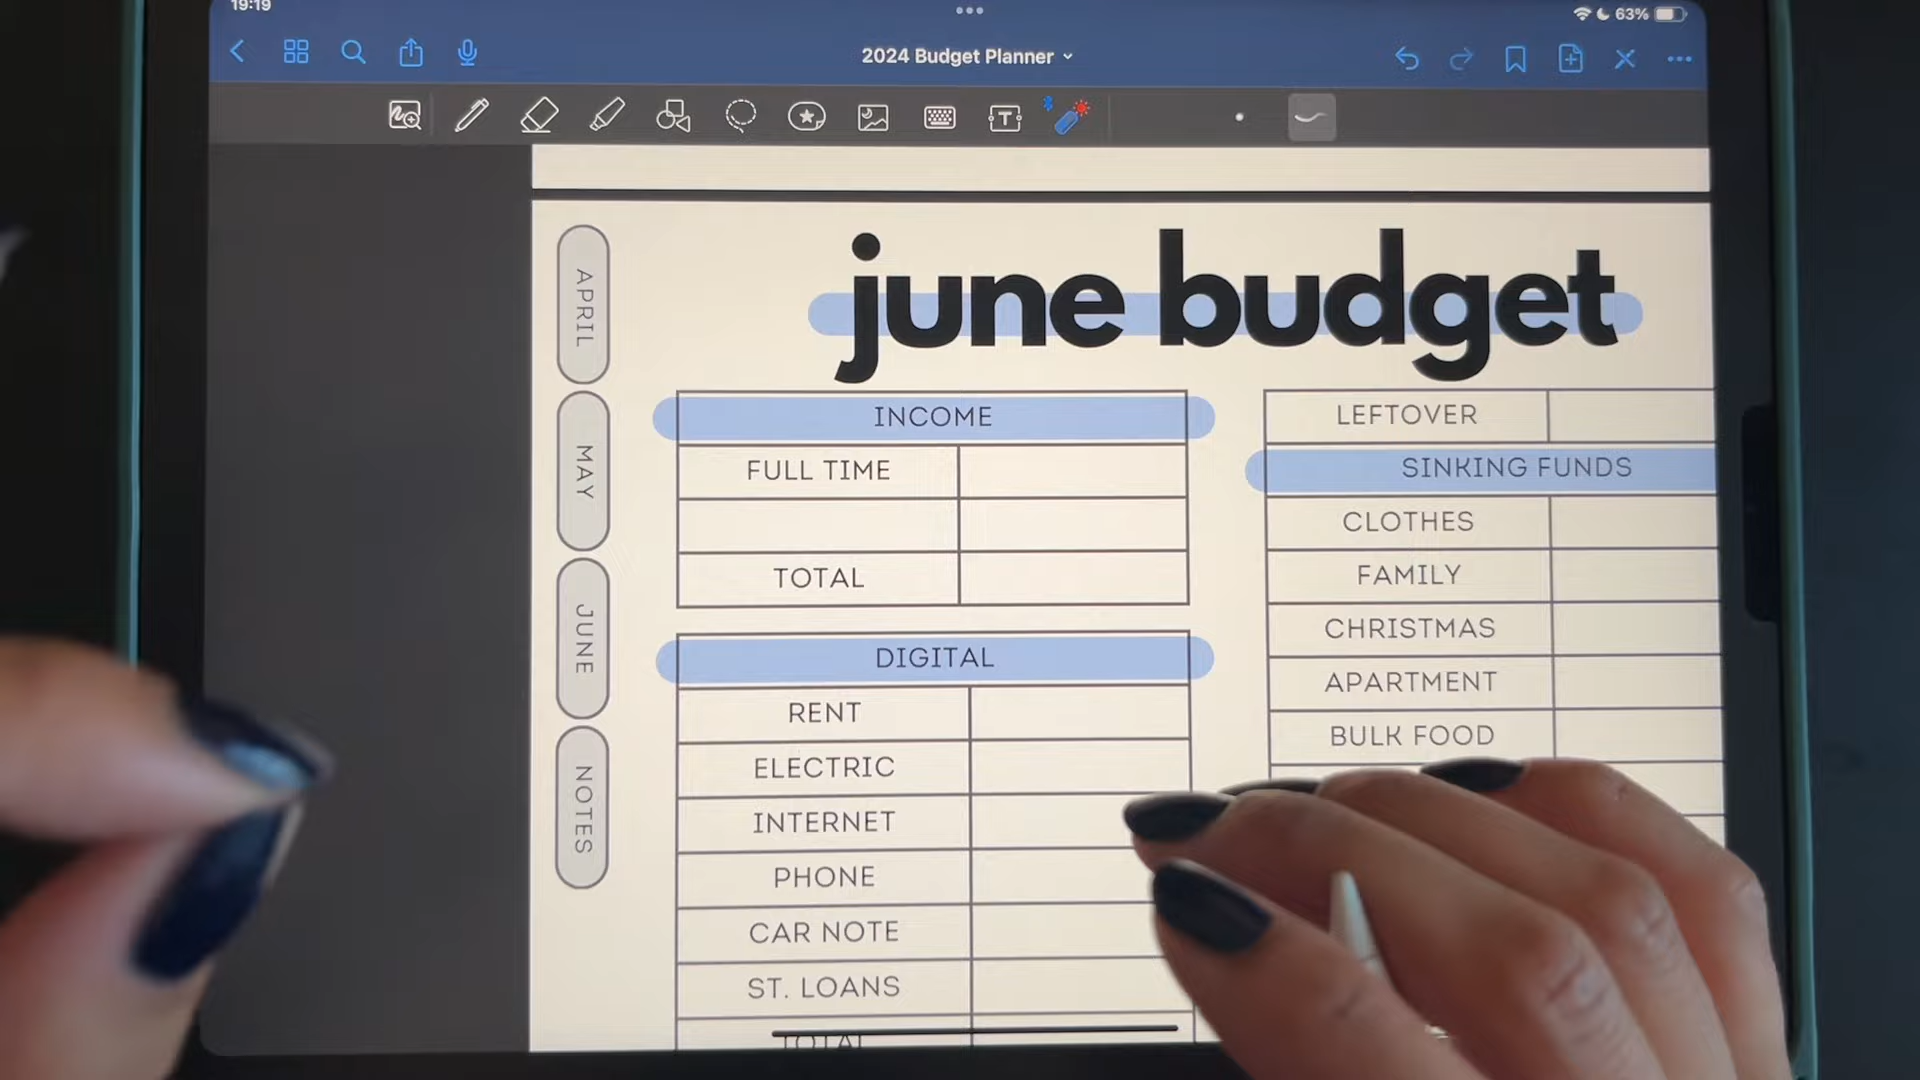 19:19
63%
2024 Budget Planner
T
june budget
APRIL
MAY
JUNE
NOTES
INCOME
FULL TIME
TOTAL
DIGITAL
RENT
ELECTRIC
INTERNET
PHONE
CAR NOTE
ST. LOANS
TOTAL
LEFTOVER
SINKING FUNDS
CLOTHES
FAMILY
CHRISTMAS
APARTMENT
BULK FOOD